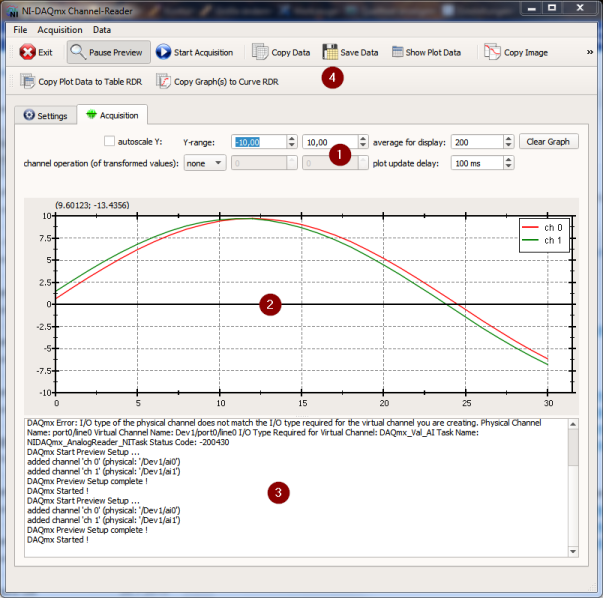 NI-DAQmx Channel-Reader
File Acquisition Data
Exit Pause Preview Start Acquisition Copy Data Save Data Show Plot Data Copy Image »
4
Copy Plot Data to Table RDR Copy Graph(s) to Curve RDR
Settings Acquisition
autoscale Y: Y-range: -10,00 10,00 average for display: 200 Clear Graph
1
channel operation (of transformed values): none 0 0 plot update delay: 100 ms
(9.60123; -13.4356)
10
7.5
5
2.5
0
-2.5
-5
-7.5
-10
ch 0
ch 1
2
0 5 10 15 20 25 30
DAQmx Error: I/O type of the physical channel does not match the I/O type required for the virtual channel you are creating. Physical Channel
Name: port0/line0 Virtual Channel Name: Dev1/port0/line0 I/O Type Required for Virtual Channel: DAQmx_Val_AI Task Name:
NIDAQmx_AnalogReader_NITask Status Code: -200430
DAQmx Start Preview Setup ...
added channel 'ch 0' (physical: '/Dev1/ai0')
added channel 'ch 1' (physical: '/Dev1/ai1')
DAQmx Preview Setup complete !
DAQmx Started !
DAQmx Start Preview Setup ...
added channel 'ch 0' (physical: '/Dev1/ai0')
added channel 'ch 1' (physical: '/Dev1/ai1')
DAQmx Preview Setup complete !
DAQmx Started !
3